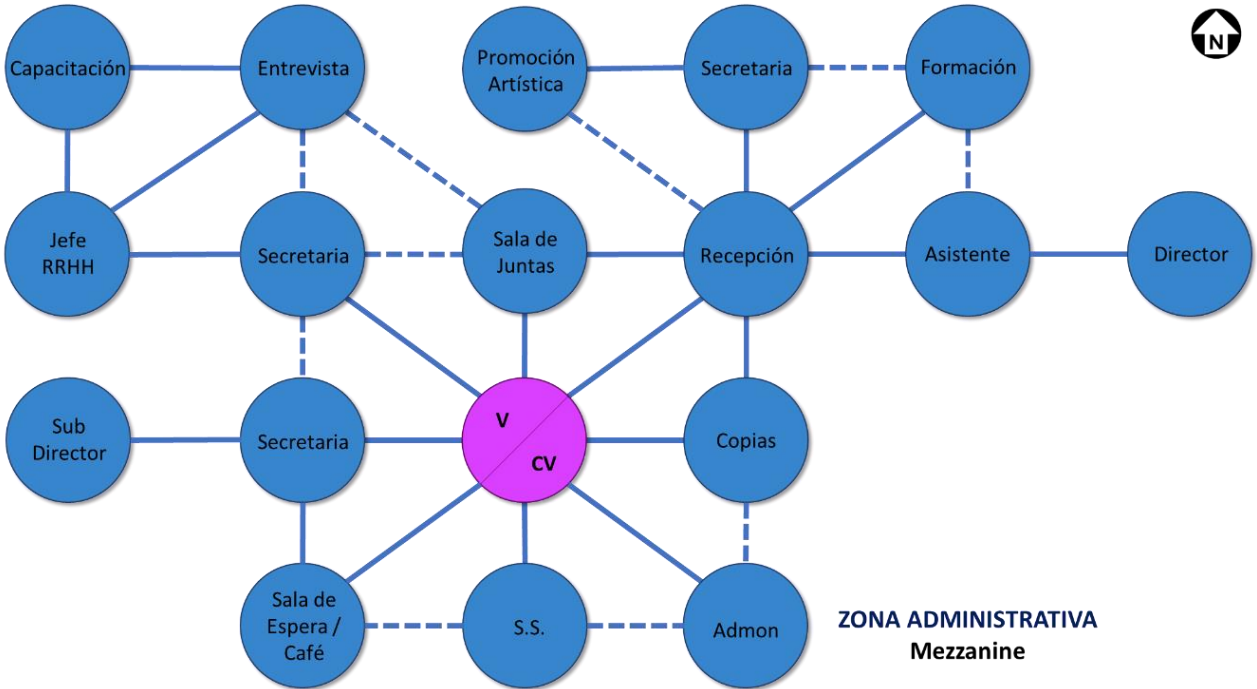 Capacitación
Entrevista
Promoción
Artística
Secretaria
Formación
N
Jefe
RRHH
Secretaria
Sala de
Juntas
Recepción
Asistente
Director
Sub
Director
Secretaria
V
CV
Copias
Sala de
Espera /
Café
S.S.
Admon
ZONA ADMINISTRATIVA
Mezzanine